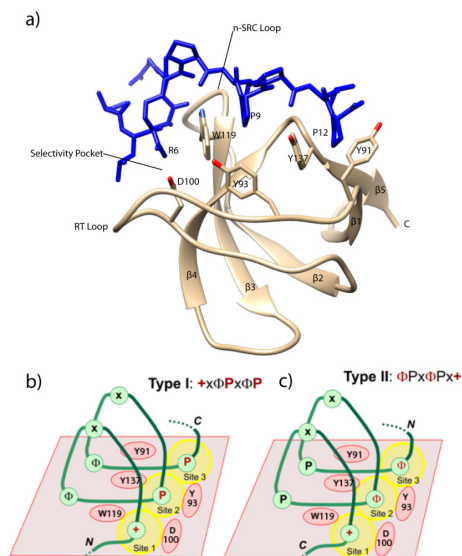 a)
n-SRC Loop
P9
W119
P12
Y91
R6
Y137
Selectivity Pocket
D100
Y93
β5
RT Loop
β1
C
β4
β2
β3
b)
Type I: +xΦPxΦP
x
C
x
Y91
Φ
P
Site 3
Y137
Φ
P
Y 93
Site 2
W119
+
D 100
N
Site 1
c)
Type II: ΦPxΦPx+
x
N
x
Y91
P
Φ
Site 3
Y137
P
Φ
Y 93
Site 2
W119
+
D 100
C
Site 1